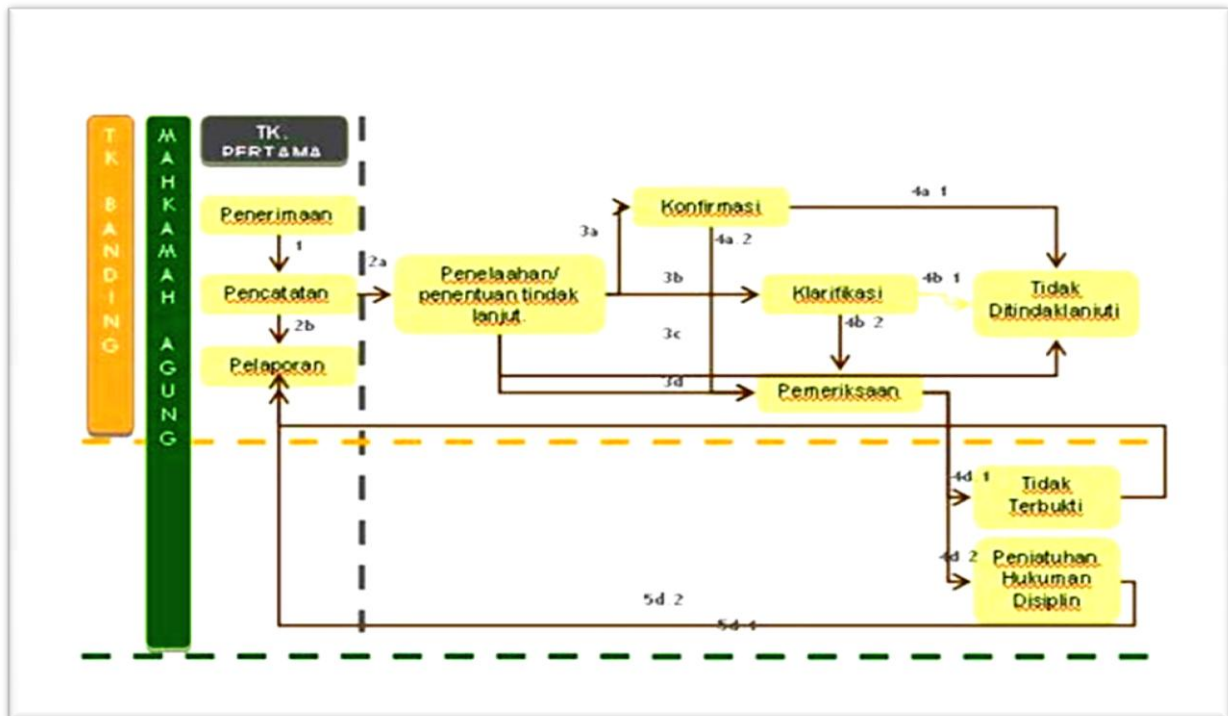 TK BANDING
MAHKAMAH AGUNG
TK.
PERTAMA
Penerimaan
1
Pencatatan
2a
2b
Pelaporan
Penelaahan/
penentuan tindak
lanjut.
3a
3b
3c
3d
Konfirmasi
4a 1
4a 2
Klarifikasi
4b 1
4b 2
Tidak
Ditindaklanjuti
Pemeriksaan
4d 1
Tidak
Terbukti
4d 2
Penjatuhan
Hukuman
Disiplin
5d 2
5d 1